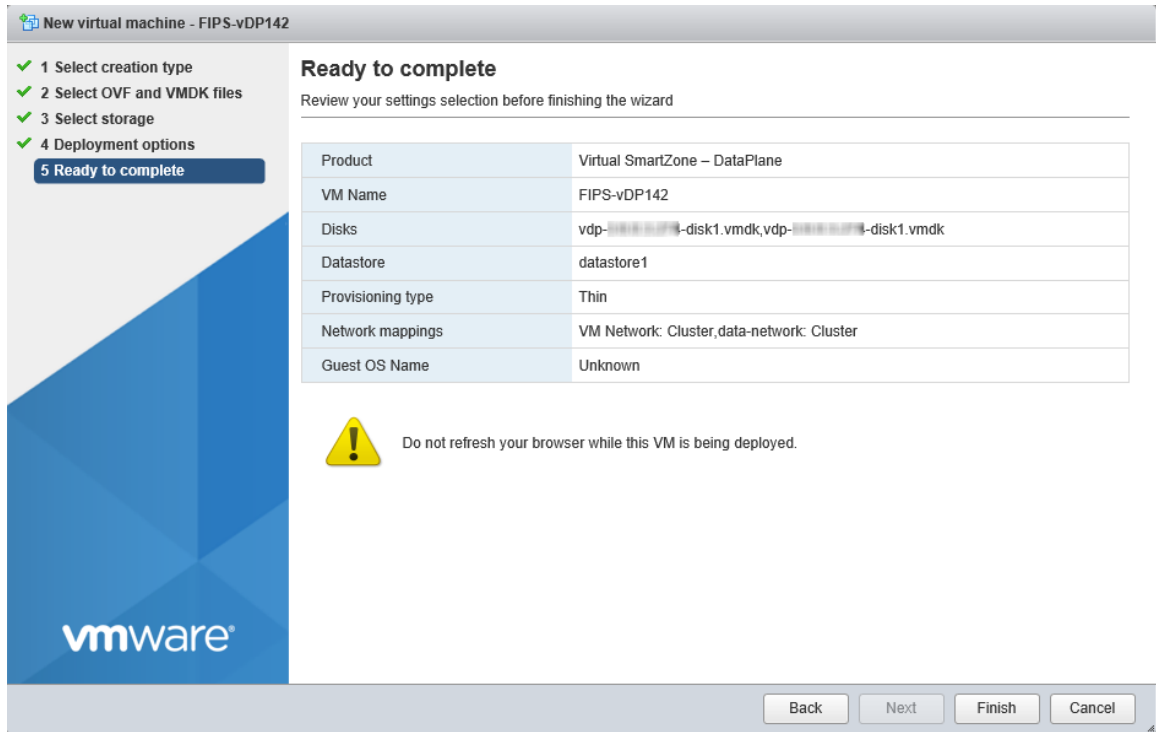 New virtual machine - FIPS-vDP142
1 Select creation type
2 Select OVF and VMDK files
3 Select storage
4 Deployment options
5 Ready to complete
vmware®
Ready to complete
Review your settings selection before finishing the wizard
Product Virtual SmartZone – DataPlane
VM Name FIPS-vDP142
Disks vdp- -disk1.vmdk,vdp- -disk1.vmdk
Datastore datastore1
Provisioning type Thin
Network mappings VM Network: Cluster,data-network: Cluster
Guest OS Name Unknown
Do not refresh your browser while this VM is being deployed.
Back Next Finish Cancel